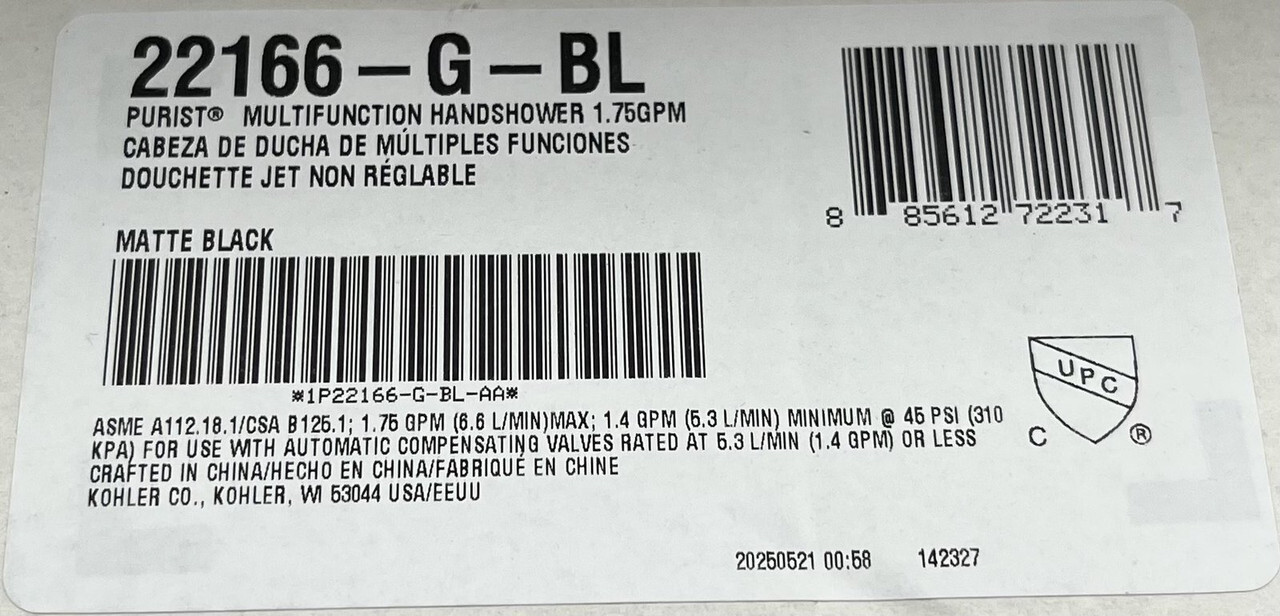 22166-G-BL
PURIST® MULTIFUNCTION HANDSHOWER 1.75GPM
CABEZA DE DUCHA DE MÚLTIPLES FUNCIONES
DOUCHETTE JET NON RÉGLABLE
8 85612 72231 7
MATTE BLACK
*1P22166-G-BL-AA*
UPC
C ®
ASME A112.18.1/CSA B125.1; 1.75 GPM (6.6 L/MIN)MAX; 1.4 GPM (5.3 L/MIN) MINIMUM @ 45 PSI (310
KPA) FOR USE WITH AUTOMATIC COMPENSATING VALVES RATED AT 5.3 L/MIN (1.4 GPM) OR LESS
CRAFTED IN CHINA/HECHO EN CHINA/FABRIQUÉ EN CHINE
KOHLER CO., KOHLER, WI 53044 USA/EEUU
20250521 00:58 142327